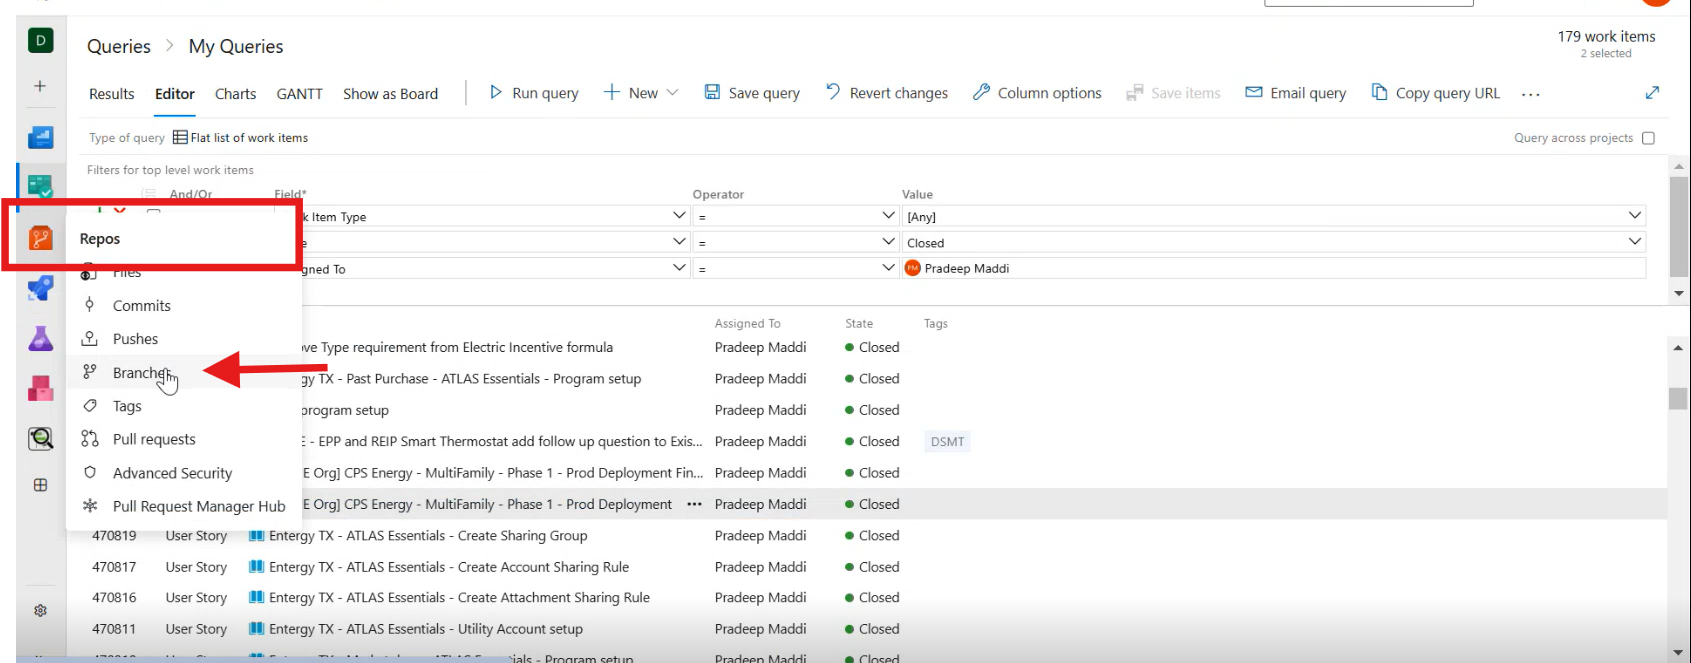 D
Queries > My Queries
179 work items
2 selected
Results Editor Charts GANTT Show as Board Run query New Save query Revert changes Column options Save items Email query Copy query URL ...
Type of query Flat list of work items
Query across projects
Filters for top level work items
And/Or Field* Operator Value
k Item Type = [Any]
e = Closed
gned To = PM Pradeep Maddi
Repos
Files
Commits
Pushes
Branches
Tags
Pull requests
Advanced Security
Pull Request Manager Hub
Assigned To State Tags
ove Type requirement from Electric Incentive formula Pradeep Maddi Closed
gy TX - Past Purchase - ATLAS Essentials - Program setup Pradeep Maddi Closed
program setup Pradeep Maddi Closed
E - EPP and REIP Smart Thermostat add follow up question to Exis... Pradeep Maddi Closed DSMT
E Org] CPS Energy - MultiFamily - Phase 1 - Prod Deployment Fin... Pradeep Maddi Closed
E Org] CPS Energy - MultiFamily - Phase 1 - Prod Deployment ... Pradeep Maddi Closed
470819 User Story Entergy TX - ATLAS Essentials - Create Sharing Group Pradeep Maddi Closed
470817 User Story Entergy TX - ATLAS Essentials - Create Account Sharing Rule Pradeep Maddi Closed
470816 User Story Entergy TX - ATLAS Essentials - Create Attachment Sharing Rule Pradeep Maddi Closed
470811 User Story Entergy TX - ATLAS Essentials - Utility Account setup Pradeep Maddi Closed
Program setup Pradeep Maddi Closed